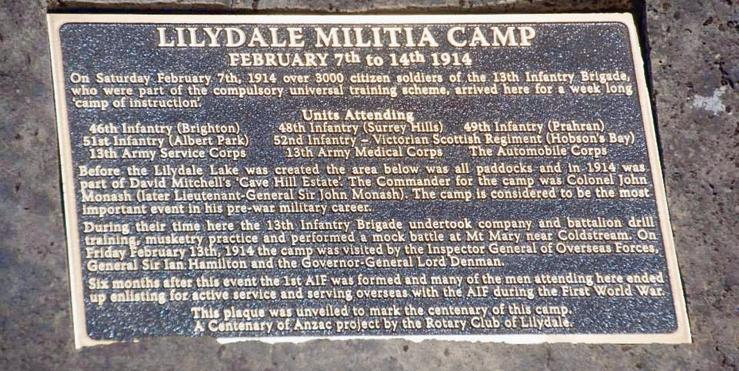 LILYDALE MILITIA CAMP
FEBRUARY 7th to 14th 1914
On Saturday February 7th, 1914 over 3000 citizen soldiers of the 13th Infantry Brigade,
who were part of the compulsory universal training scheme, arrived here for a week long
'camp of instruction'.
Units Attending
46th Infantry (Brighton) 48th Infantry (Surrey Hills) 49th Infantry (Prahran)
51st Infantry (Albert Park) 52nd Infantry – Victorian Scottish Regiment (Hobson's Bay)
13th Army Service Corps 13th Army Medical Corps The Automobile Corps
Before the Lilydale Lake was created the area below was all paddocks and in 1914 was
part of David Mitchell's 'Cave Hill Estate'. The Commander for the camp was Colonel John
Monash (later Lieutenant-General Sir John Monash). The camp is considered to be the most
important event in his pre-war military career.
During their time here the 13th Infantry Brigade undertook company and battalion drill
training, musketry practice and performed a mock battle at Mt Mary near Coldstream. On
Friday February 13th, 1914 the camp was visited by the Inspector General of Overseas Forces,
General Sir Ian Hamilton and the Governor-General Lord Denman.
Six months after this event the 1st AIF was formed and many of the men attending here ended
up enlisting for active service and serving overseas with the AIF during the First World War.
This plaque was unveiled to mark the centenary of this camp.
A Centenary of Anzac project by the Rotary Club of Lilydale.